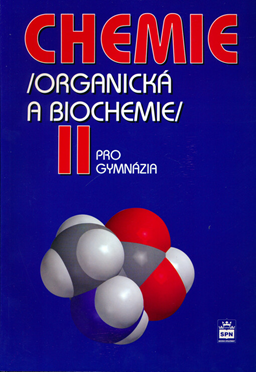 CHEMIE
/ORGANICKÁ
A BIOCHEMIE/
II PRO
GYMNÁZIA
SPN